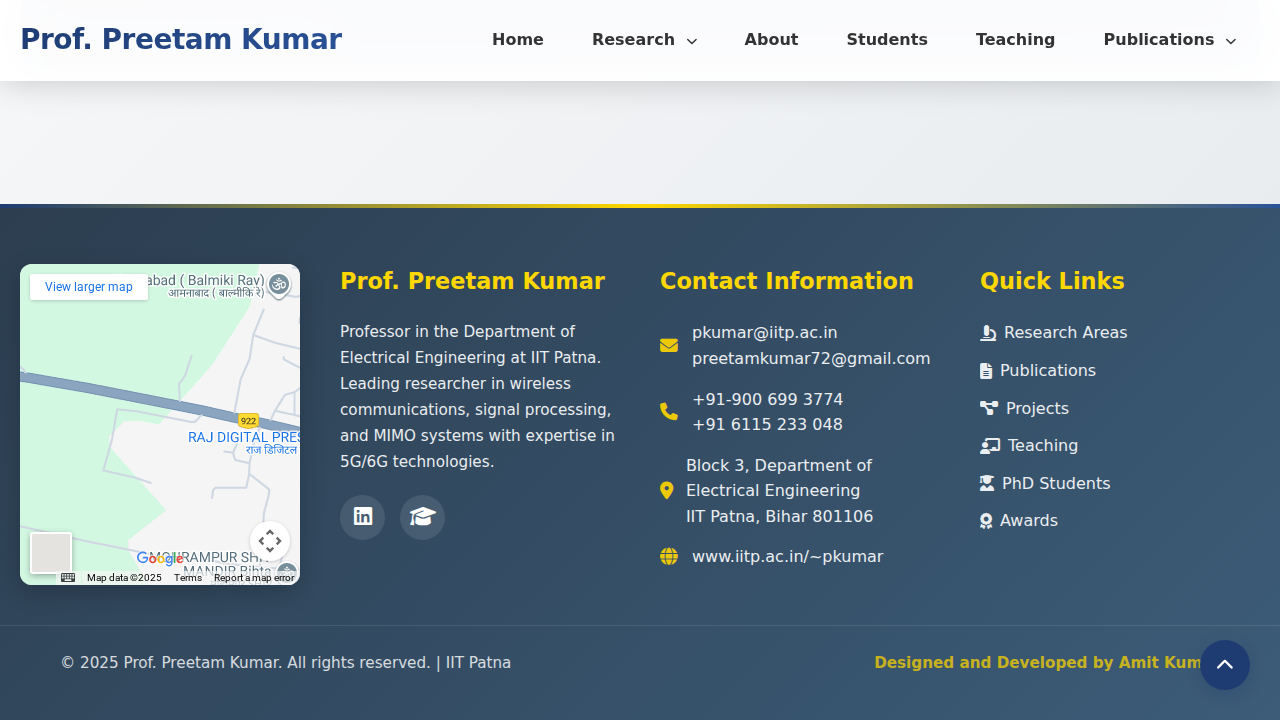 Prof. Preetam Kumar
Home
Research
About
Students
Teaching
Publications
View larger map
abad ( Balmiki Ray)
आमनाबाद ( बाल्मीकि रे)
922
RAJ DIGITAL PRES
राज डिजिटल
Google
MANDIR Bihta
Map data ©2025
Terms
Report a map error
Prof. Preetam Kumar
Professor in the Department of
Electrical Engineering at IIT Patna.
Leading researcher in wireless
communications, signal processing,
and MIMO systems with expertise in
5G/6G technologies.
Contact Information
pkumar@iitp.ac.in
preetamkumar72@gmail.com
+91-900 699 3774
+91 6115 233 048
Block 3, Department of
Electrical Engineering
IIT Patna, Bihar 801106
www.iitp.ac.in/~pkumar
Quick Links
Research Areas
Publications
Projects
Teaching
PhD Students
Awards
© 2025 Prof. Preetam Kumar. All rights reserved. | IIT Patna
Designed and Developed by Amit Kum